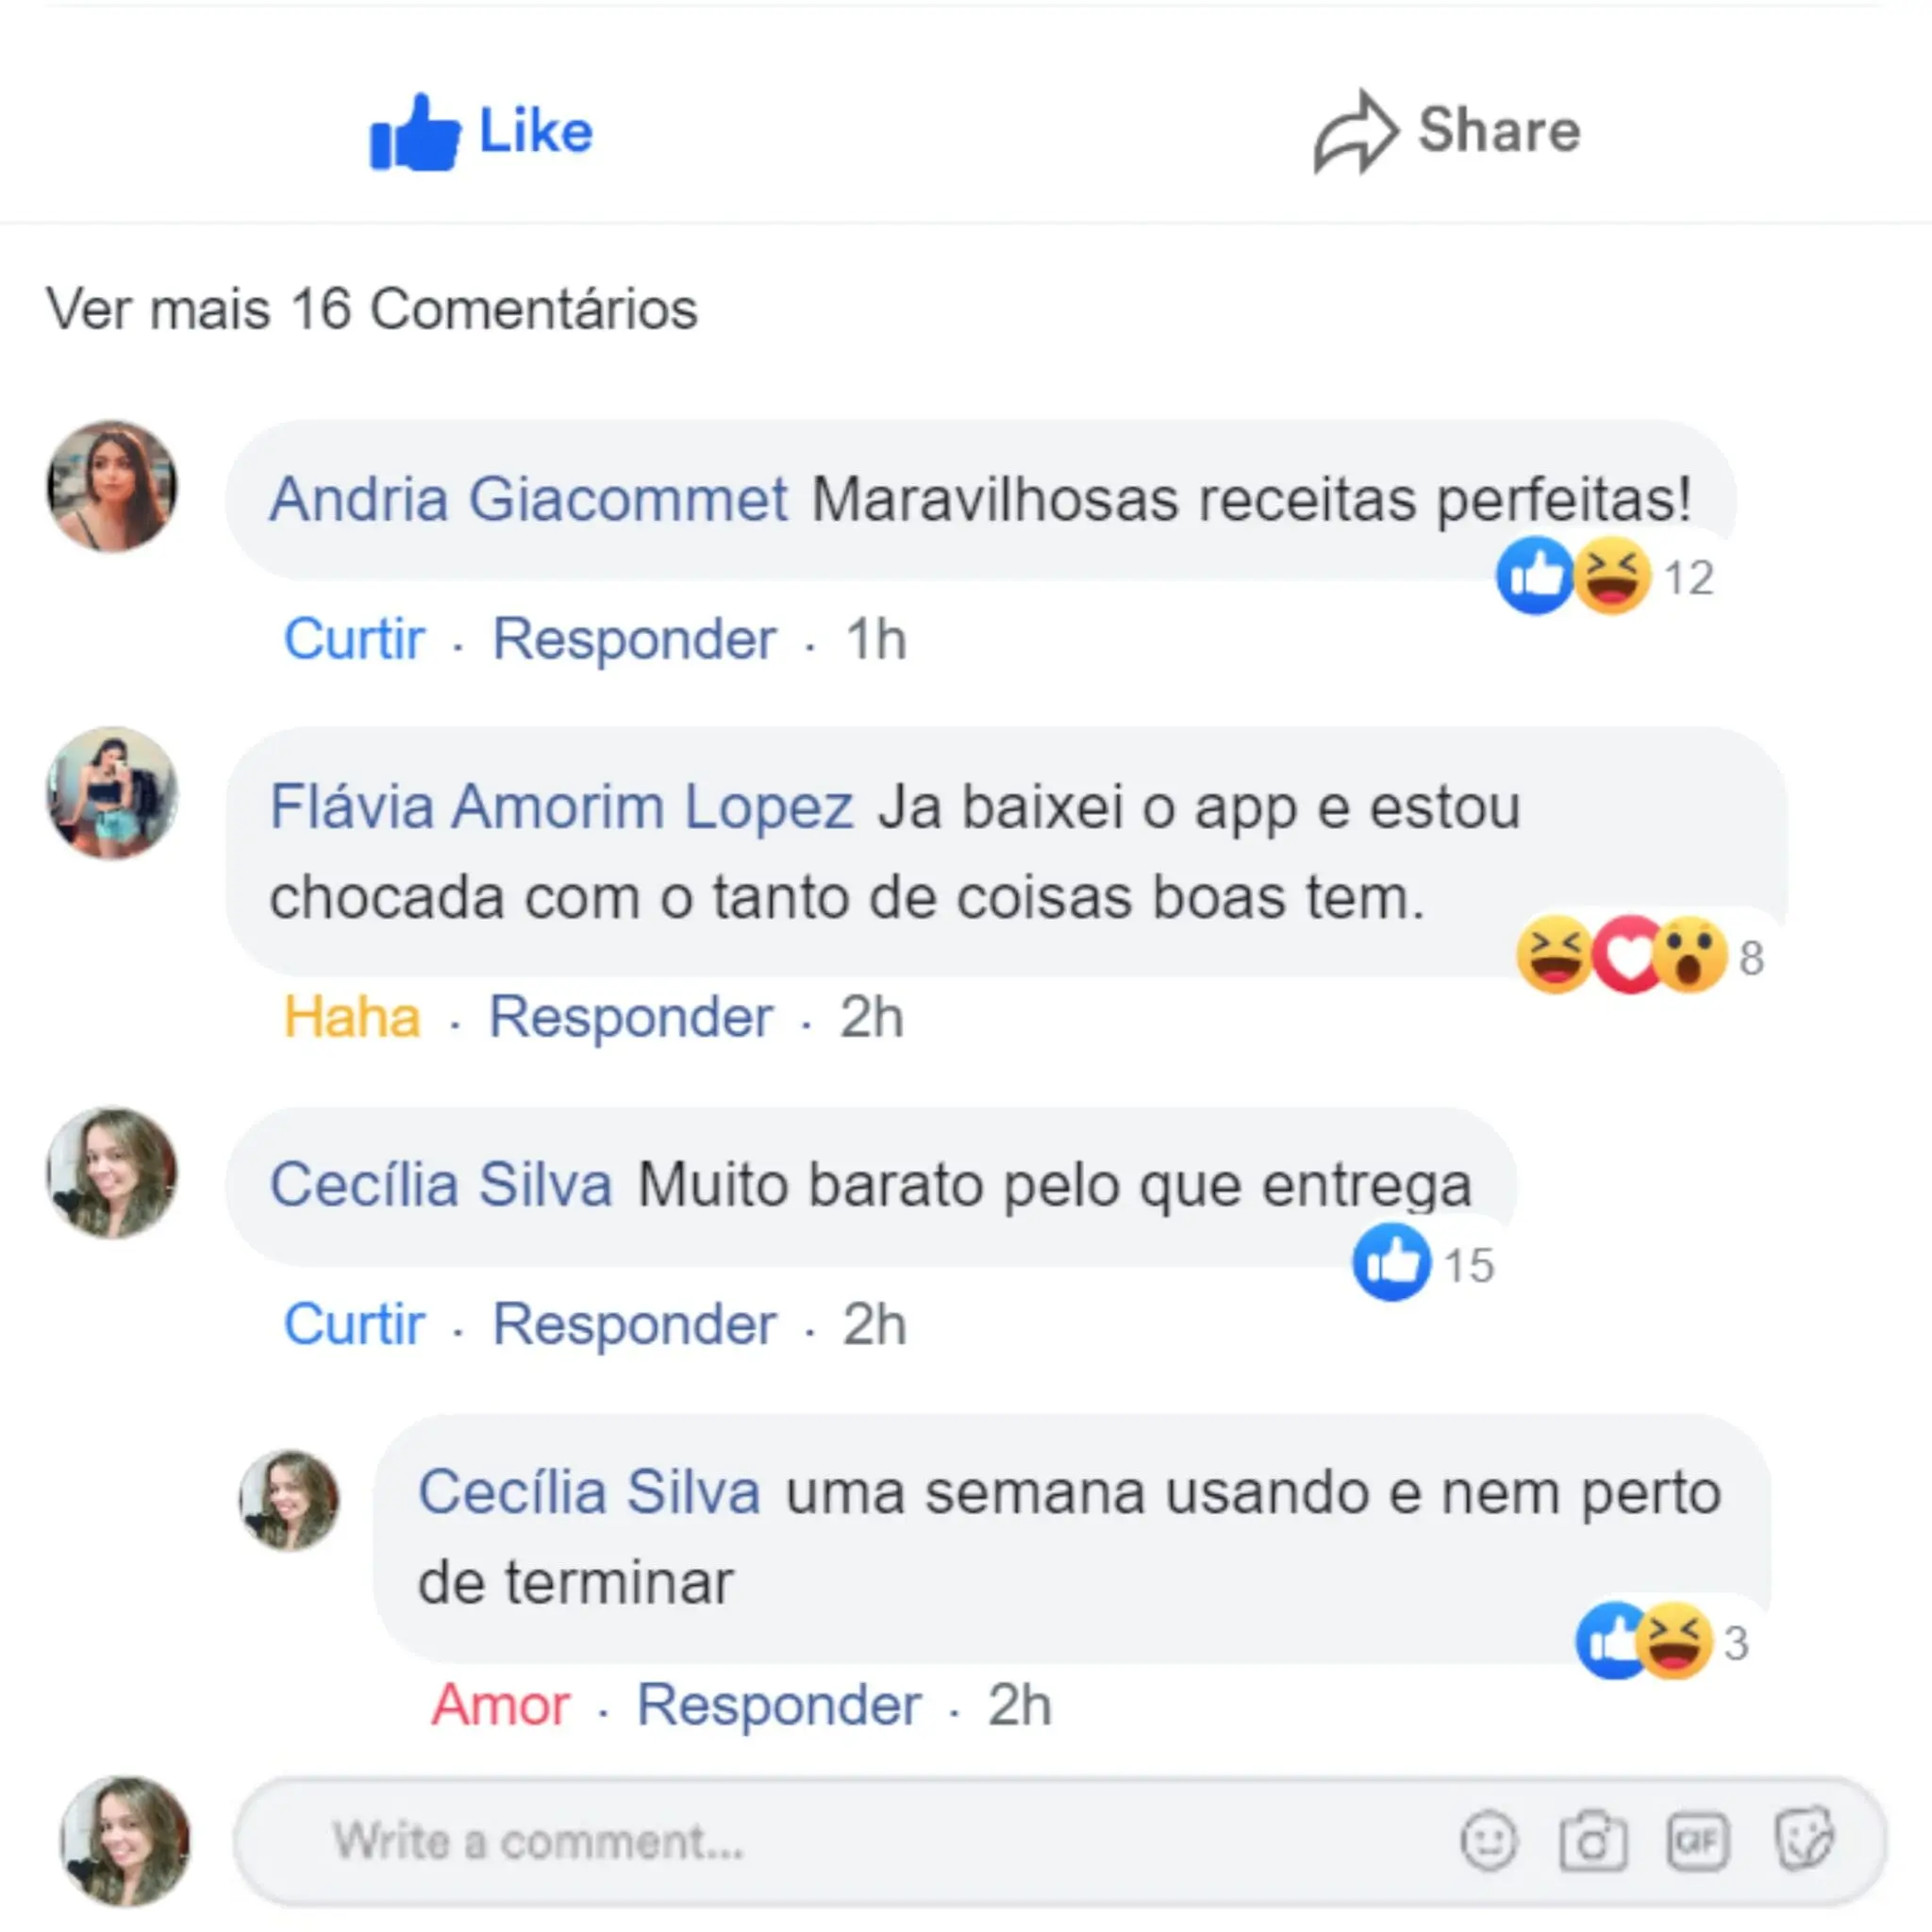 Like
Share
Ver mais 16 Comentários
Andria Giacommet Maravilhosas receitas perfeitas!
12
Curtir . Responder . 1h
Flávia Amorim Lopez Ja baixei o app e estou
chocada com o tanto de coisas boas tem.
8
Haha . Responder . 2h
Cecília Silva Muito barato pelo que entrega
15
Curtir . Responder . 2h
Cecília Silva uma semana usando e nem perto
de terminar
3
Amor . Responder . 2h
Write a comment...
GIF